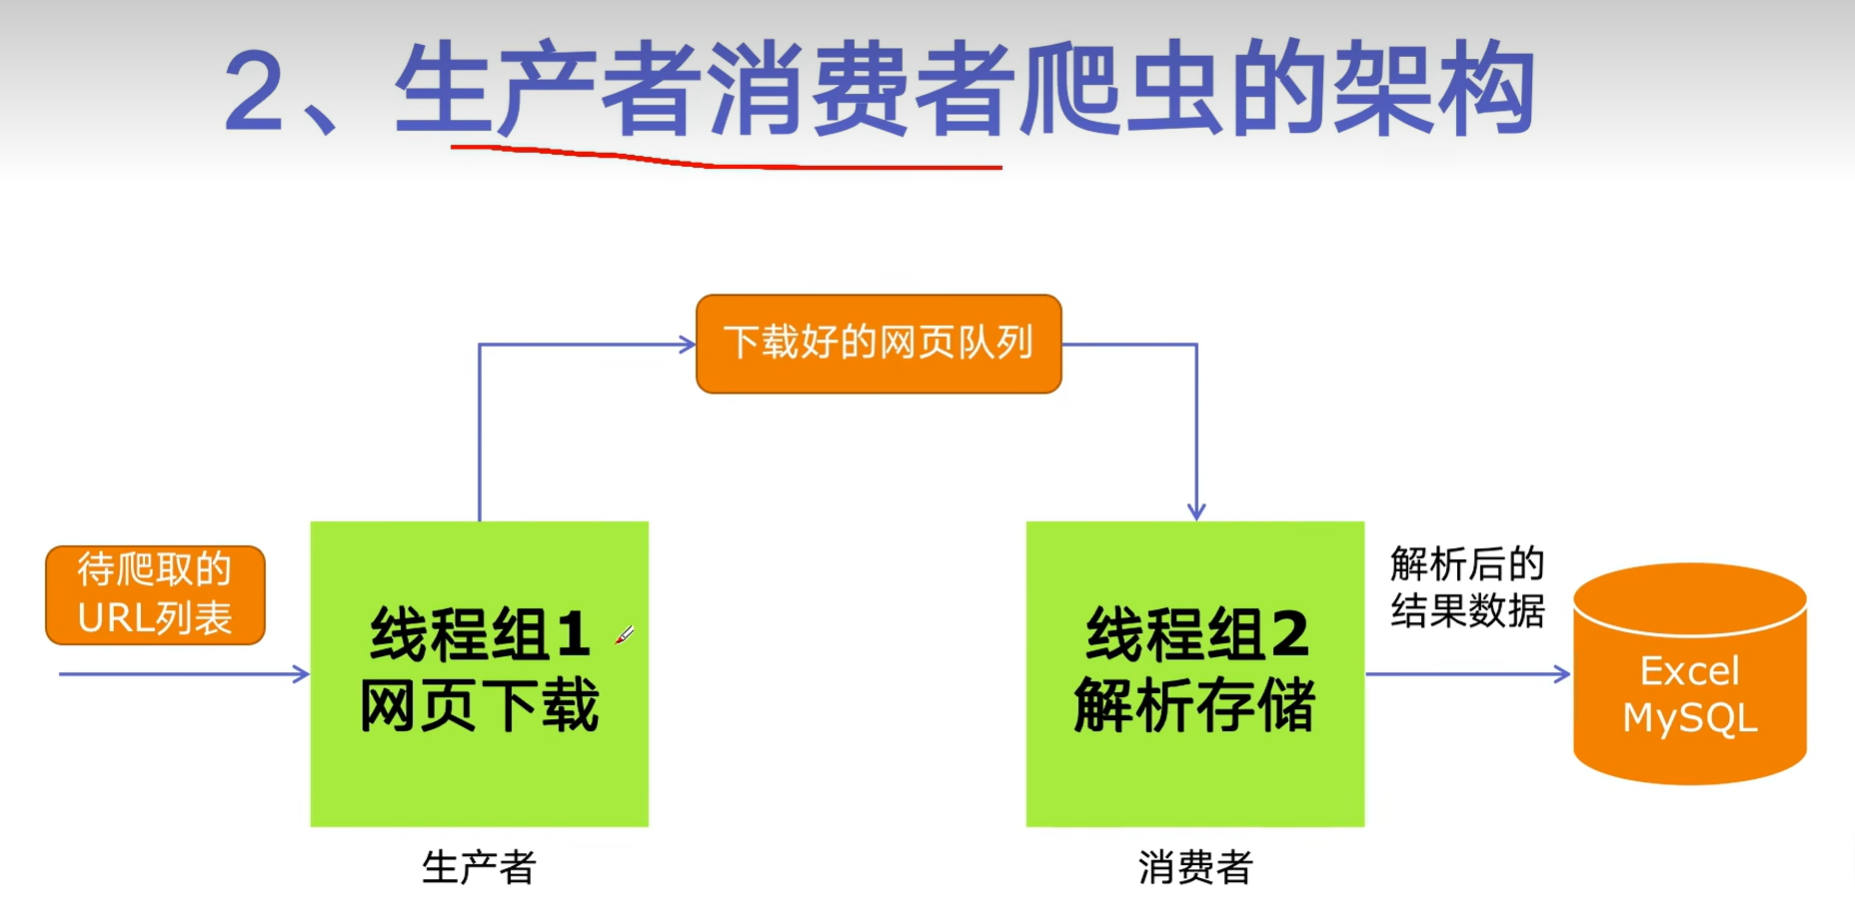 2、生产者消费者爬虫的架构
下载好的网页队列
待爬取的
URL列表
线程组1
网页下载
生产者
线程组2
解析存储
消费者
解析后的
结果数据
Excel
MySQL